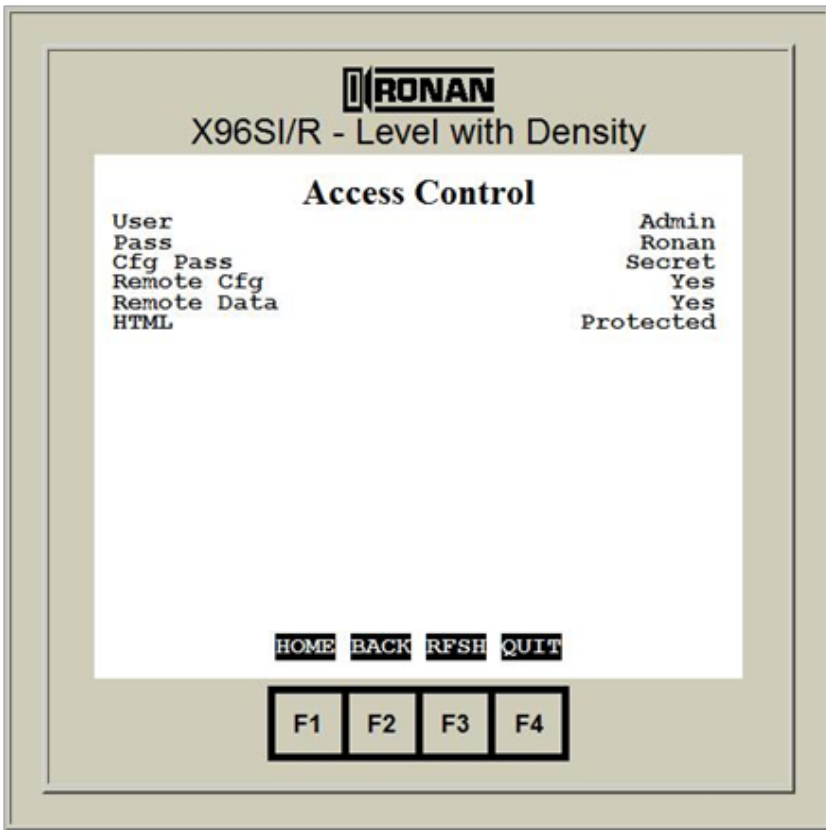 RONAN
X96SI/R - Level with Density
Access Control
User Admin
Pass Ronan
Cfg Pass Secret
Remote Cfg Yes
Remote Data Yes
HTML Protected
HOME BACK RFSH QUIT
F1 F2 F3 F4